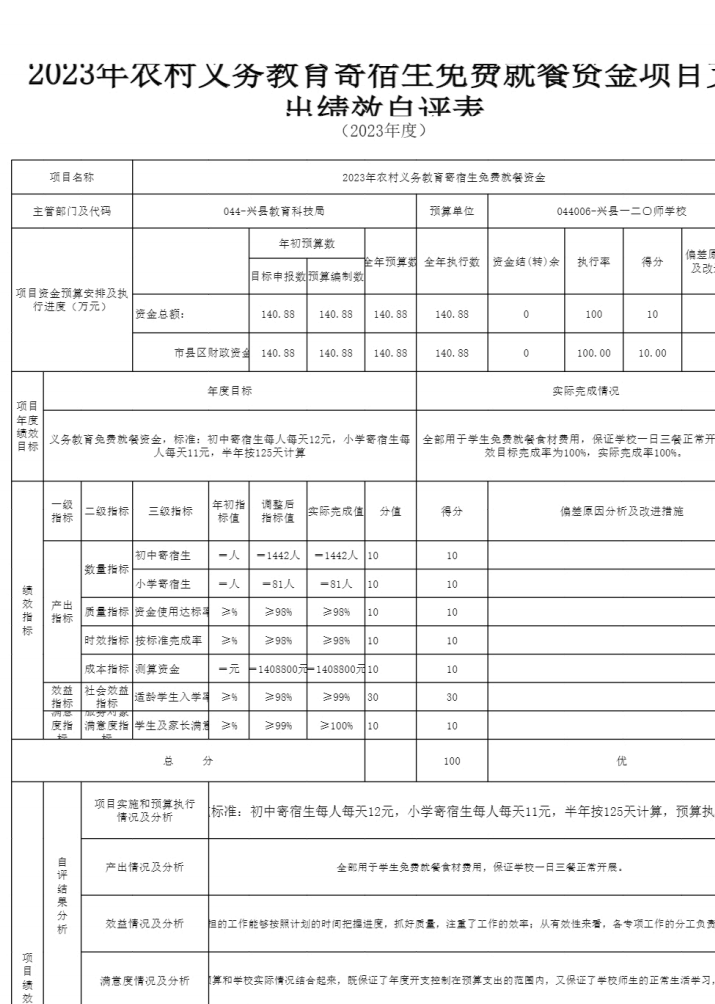 2023年农村义务教育寄宿生免费就餐资金项目支
出绩效自评表
（2023年度）
项目名称 2023年农村义务教育寄宿生免费就餐资金
主管部门及代码 044-兴县教育科技局 预算单位 044006-兴县一二〇师学校
项目资金预算安排及执
行进度（万元）
年初预算数
目标申报数 预算编制数 全年预算数 全年执行数 资金结(转)余 执行率 得分
资金总额: 140.88 140.88 140.88 140.88 0 100 10
市县区财政资金 140.88 140.88 140.88 140.88 0 100.00 10.00
项目
年度
绩效
目标
年度目标 实际完成情况
义务教育免费就餐资金，标准：初中寄宿生每人每天12元，小学寄宿生每
人每天11元，半年按125天计算
全部用于学生免费就餐食材费用，保证学校一日三餐正常开
效目标完成率为100%，实际完成率100%。
绩
效
指
标
一级
指标
二级指标 三级指标
年初指
标值
调整后
指标值
实际完成值 分值 得分 偏差原因分析及改进措施
产出
指标
数量指标
初中寄宿生 ＝人 ＝1442人 ＝1442人 10 10
小学寄宿生 ＝人 ＝81人 ＝81人 10 10
质量指标 资金使用达标率 ≥% ≥98% ≥98% 10 10
时效指标 按标准完成率 ≥% ≥98% ≥98% 10 10
成本指标 测算资金 ＝元 ＝1408800元 ＝1408800元 10 10
效益
指标
社会效益
指标
适龄学生入学率 ≥% ≥98% ≥99% 30 30
满意
度指
标
服务对象
满意度指
标
学生及家长满意 ≥% ≥99% ≥100% 10 10
总 分 100 优
项
目
绩
效
自
评
结
果
分
析
项目实施和预算执行
情况及分析
标准：初中寄宿生每人每天12元，小学寄宿生每人每天11元，半年按125天计算，预算执
产出情况及分析 全部用于学生免费就餐食材费用，保证学校一日三餐正常开展。
效益情况及分析 的工作能够按照计划的时间把握进度，抓好质量，注重了工作的效率；从有效性来看，各专项工作的分工负责
满意度情况及分析 算和学校实际情况结合起来，既保证了年度开支控制在预算支出的范围内，又保证了学校师生的正常生活学习，